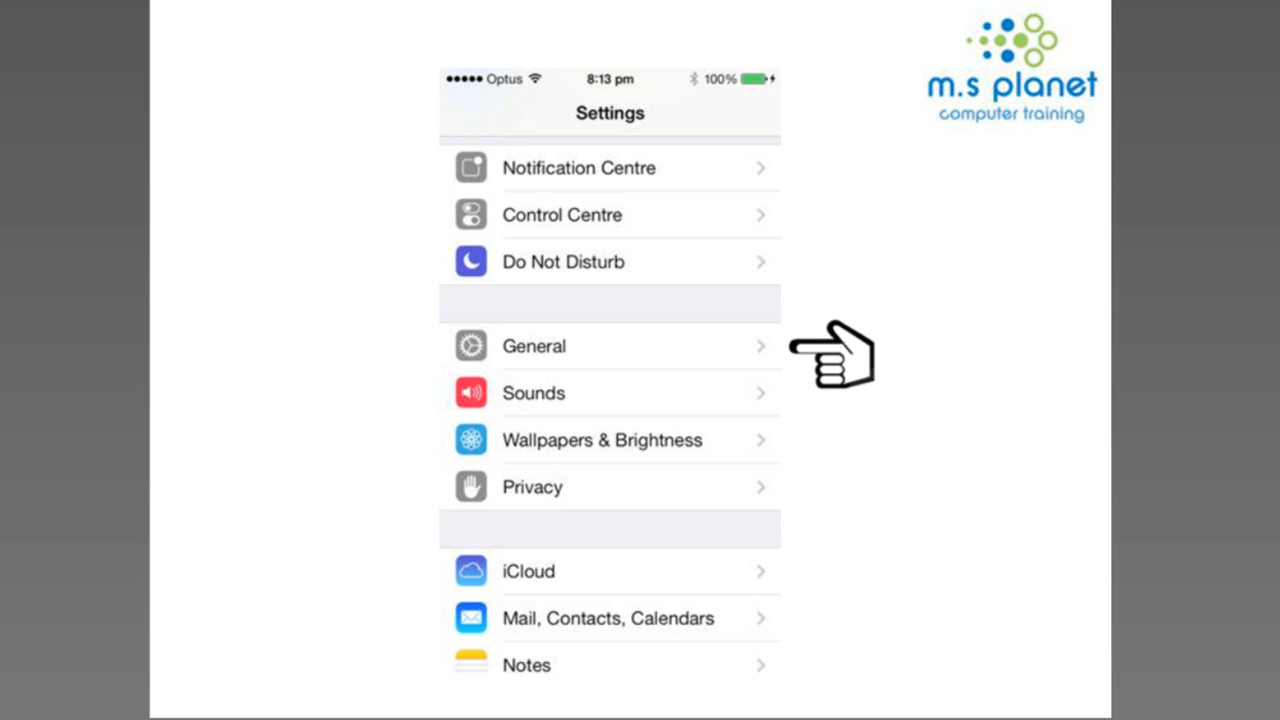 m.s planet
computer training
Optus 8:13 pm 100%
Settings
Notification Centre
Control Centre
Do Not Disturb
General
Sounds
Wallpapers & Brightness
Privacy
iCloud
Mail, Contacts, Calendars
Notes